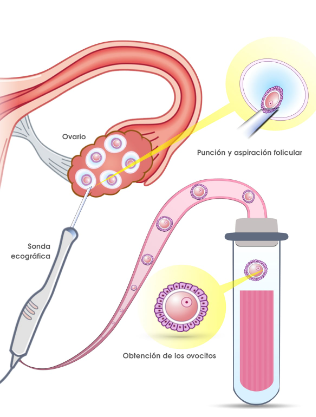 Ovario
Punción y aspiración folicular
Sonda
ecográfica
Obtención de los ovocitos